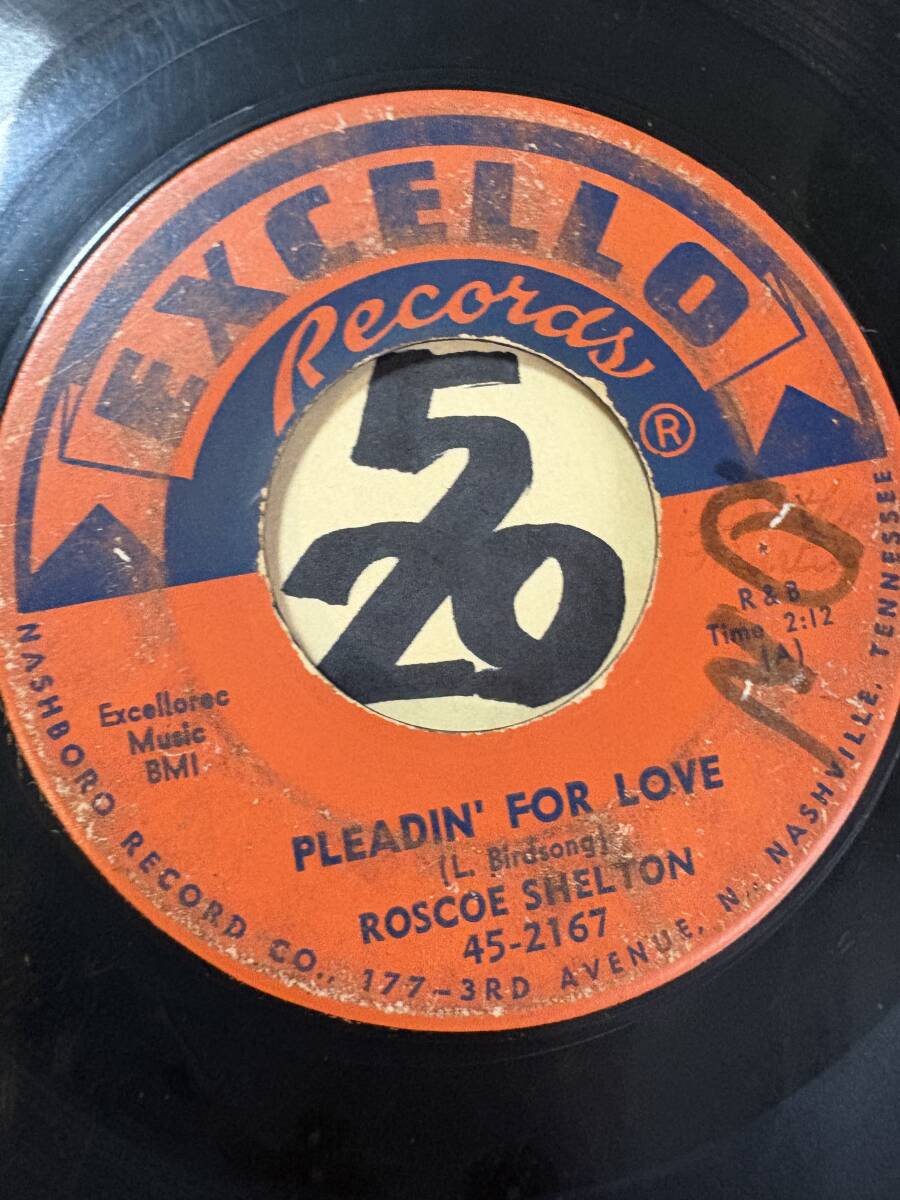 EXCELLO
Records
®
5
20
R & B
Time 2:12
(A)
Excellorec
Music
BMI
PLEADIN' FOR LOVE
(L. Birdsong)
ROSCOE SHELTON
45-2167
NASHBORO RECORD CO., 177-3RD AVENUE, N., NASHVILLE, TENNESSEE